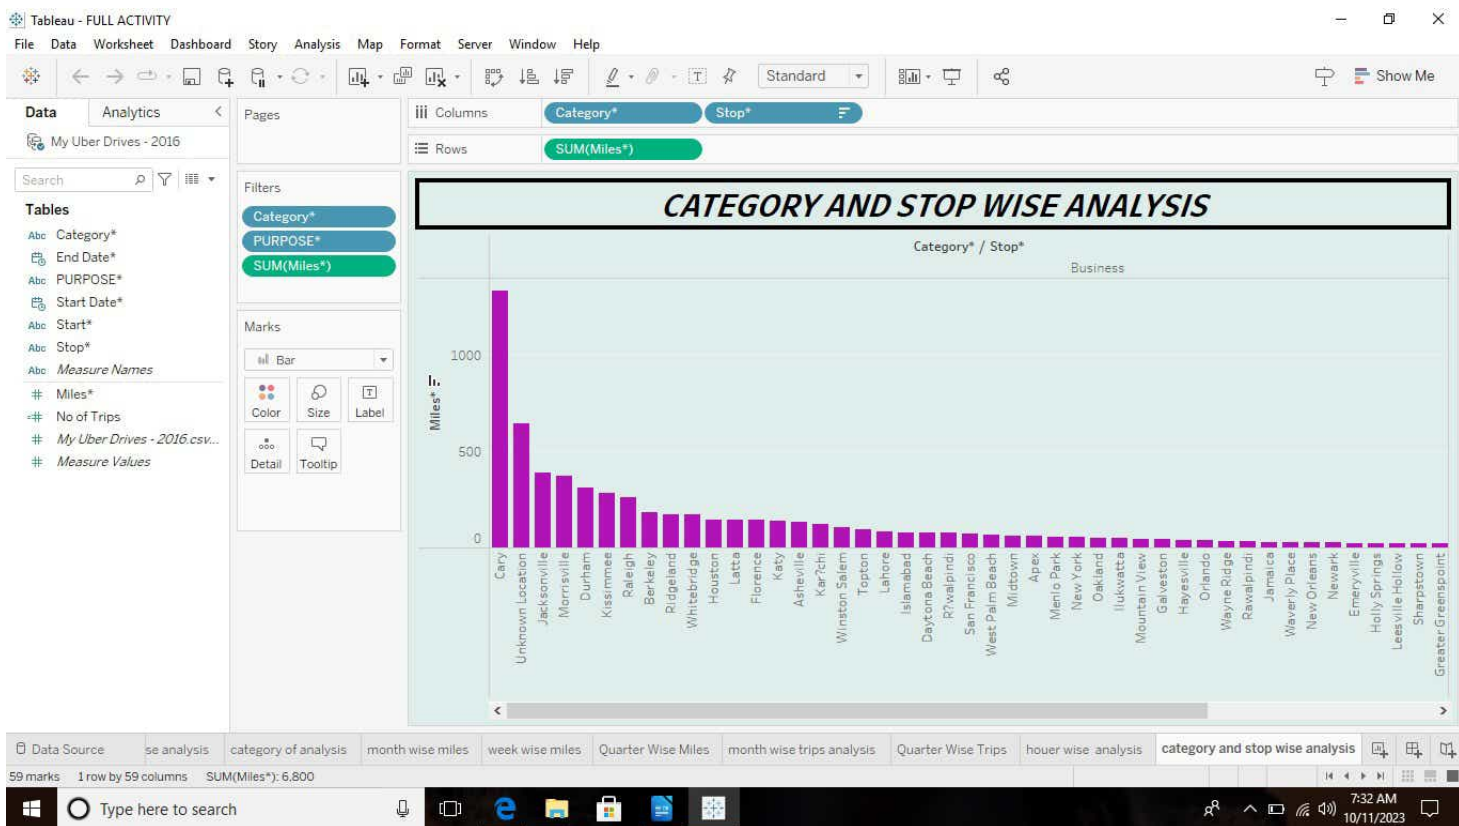 Tableau - FULL ACTIVITY
File Data Worksheet Dashboard Story Analysis Map Format Server Window Help
Standard
Show Me
Data Analytics
My Uber Drives - 2016
Search
Tables
Abc Category*
End Date*
Abc PURPOSE*
Start Date*
Abc Start*
Abc Stop*
Abc Measure Names
# Miles*
=# No of Trips
# My Uber Drives - 2016.csv...
# Measure Values
Pages
Filters
Category*
PURPOSE*
SUM(Miles*)
Marks
Bar
Color Size Label
Detail Tooltip
Columns Category* Stop*
Rows SUM(Miles*)
CATEGORY AND STOP WISE ANALYSIS
Category* / Stop*
Business
Miles*
1000
500
0
Cary
Unknown Location
Jacksonville
Morrisville
Durham
Kissimmee
Raleigh
Berkeley
Ridgeland
Whitebridge
Houston
Latta
Florence
Katy
Asheville
Kar?chi
Winston Salem
Topton
Lahore
Islamabad
Daytona Beach
R?walpindi
San Francisco
West Palm Beach
Midtown
Apex
Menlo Park
New York
Oakland
Ilukwatta
Mountain View
Galveston
Hayesville
Orlando
Wayne Ridge
Rawalpindi
Jamaica
Waverly Place
New Orleans
Newark
Emeryville
Holly Springs
Leesville Hollow
Sharpstown
Greater Greenspoint
Data Source se analysis category of analysis month wise miles week wise miles Quarter Wise Miles month wise trips analysis Quarter Wise Trips houer wise analysis category and stop wise analysis
59 marks 1 row by 59 columns SUM(Miles*): 6,800
Type here to search
7:32 AM
10/11/2023